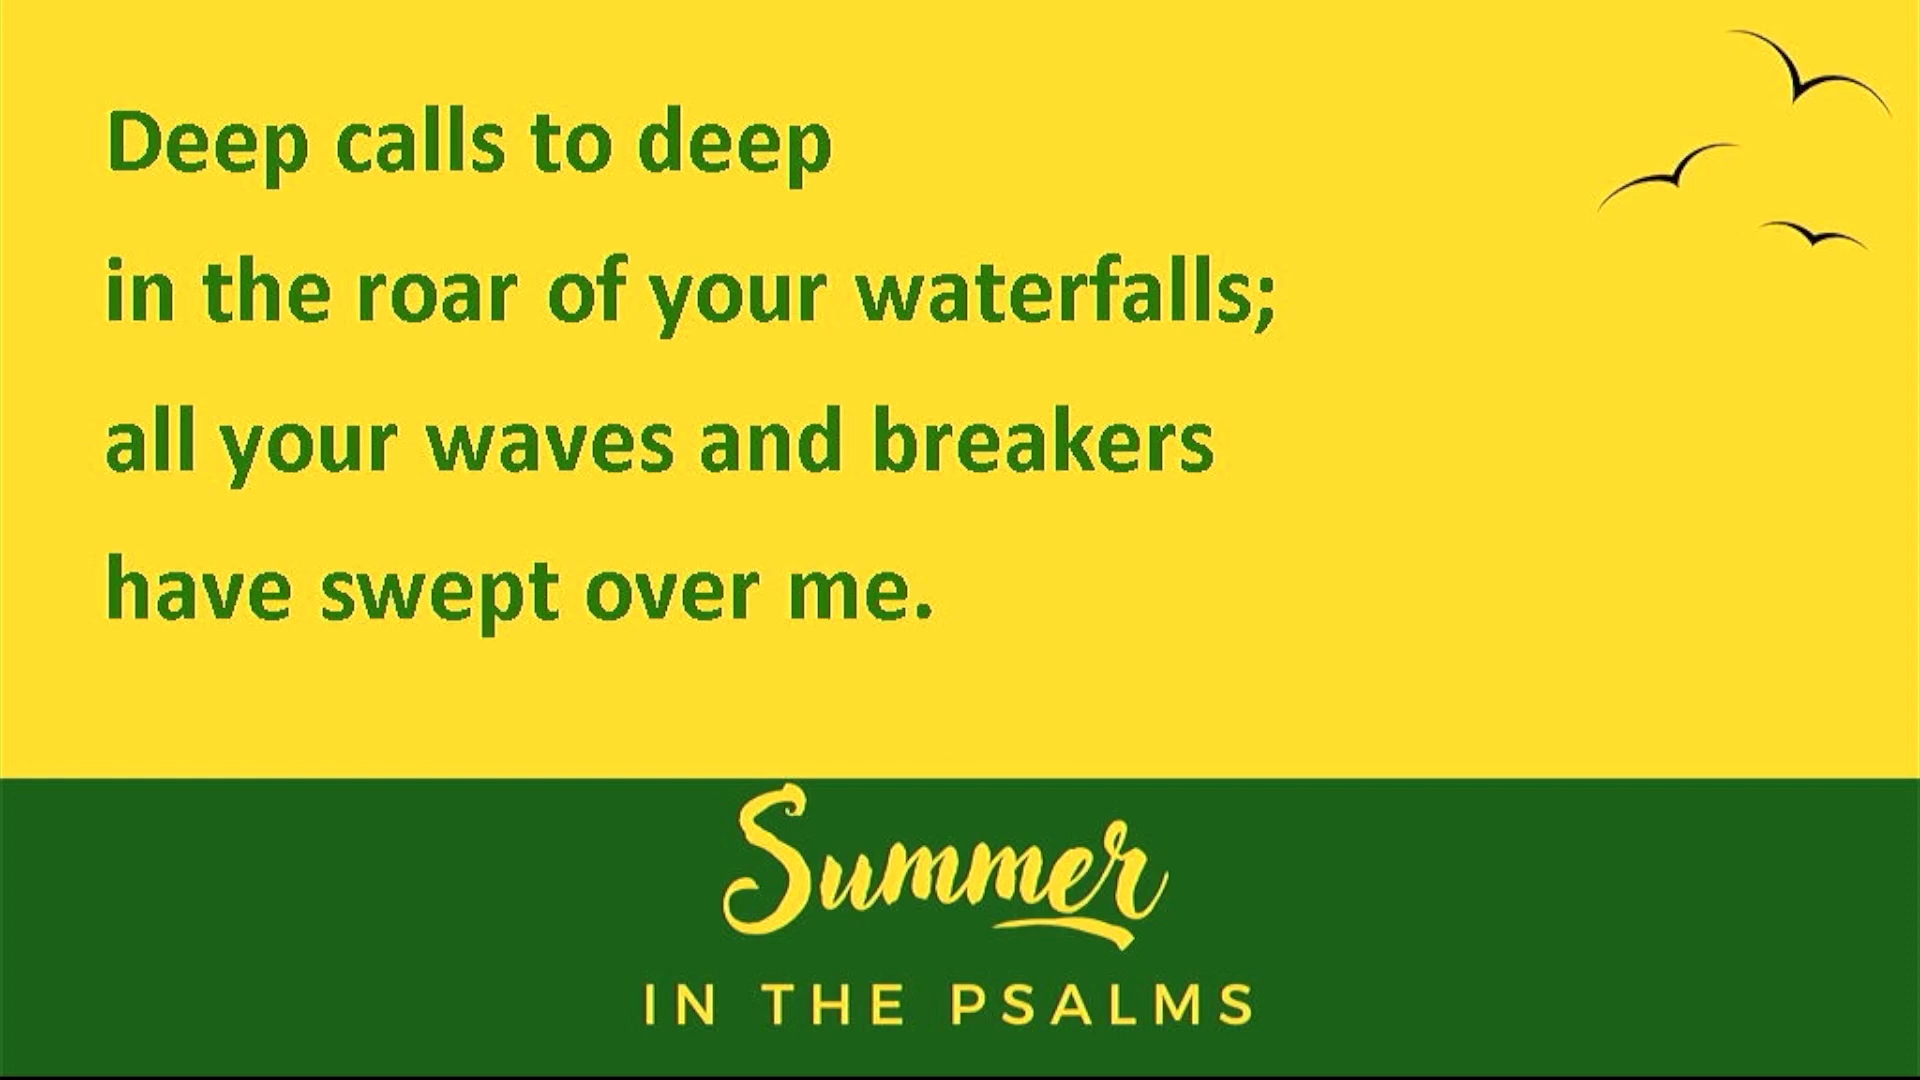 Deep calls to deep
in the roar of your waterfalls;
all your waves and breakers
have swept over me.
Summer
IN THE PSALMS